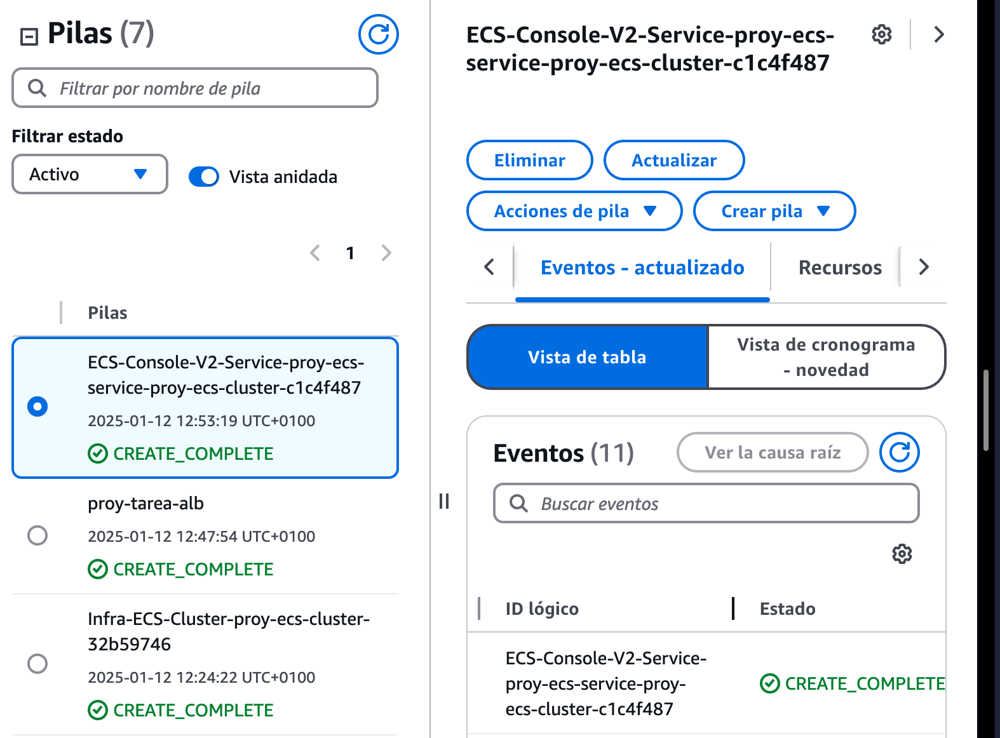 Pilas (7)
Filtrar por nombre de pila
Filtrar estado
Activo
Vista anidada
1
Pilas
ECS-Console-V2-Service-proy-ecs-
service-proy-ecs-cluster-c1c4f487
2025-01-12 12:53:19 UTC+0100
CREATE_COMPLETE
proy-tarea-alb
2025-01-12 12:47:54 UTC+0100
CREATE_COMPLETE
Infra-ECS-Cluster-proy-ecs-cluster-
32b59746
2025-01-12 12:24:22 UTC+0100
CREATE_COMPLETE
ECS-Console-V2-Service-proy-ecs-
service-proy-ecs-cluster-c1c4f487
Eliminar
Actualizar
Acciones de pila
Crear pila
Eventos - actualizado
Recursos
Vista de tabla
Vista de cronograma
- novedad
Eventos (11)
Ver la causa raíz
Buscar eventos
ID lógico
Estado
ECS-Console-V2-Service-
proy-ecs-service-proy-
ecs-cluster-c1c4f487
CREATE_COMPLETE